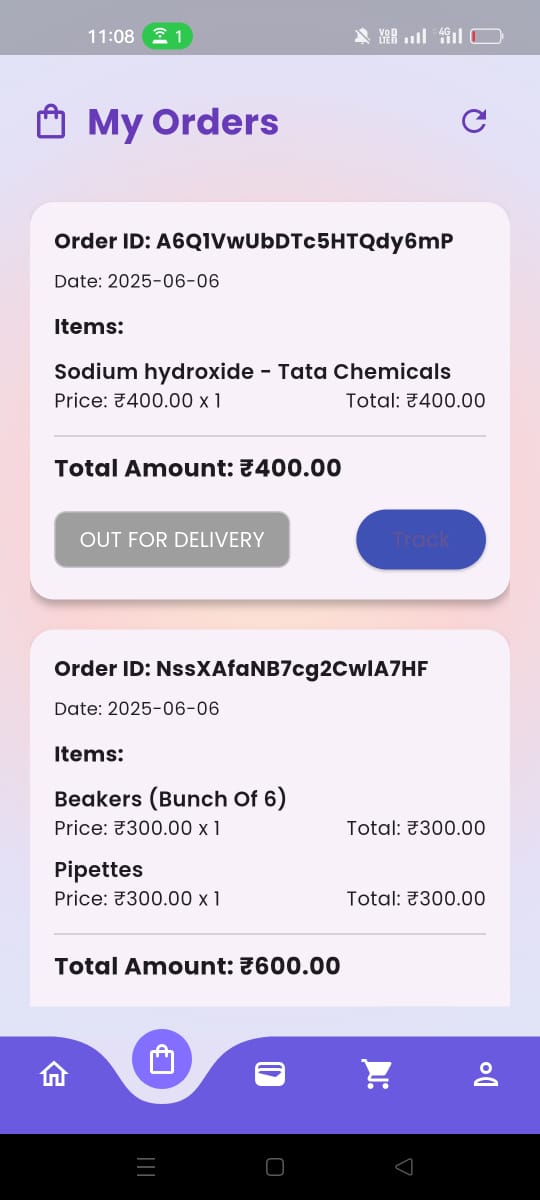 11:08 1 VoD LTE 4G
My Orders
Order ID: A6Q1VwUbDTc5HTQdy6mP
Date: 2025-06-06
Items:
Sodium hydroxide - Tata Chemicals
Price: ₹400.00 x 1 Total: ₹400.00
Total Amount: ₹400.00
OUT FOR DELIVERY Track
Order ID: NssXAfaNB7cg2CwlA7HF
Date: 2025-06-06
Items:
Beakers (Bunch Of 6)
Price: ₹300.00 x 1 Total: ₹300.00
Pipettes
Price: ₹300.00 x 1 Total: ₹300.00
Total Amount: ₹600.00